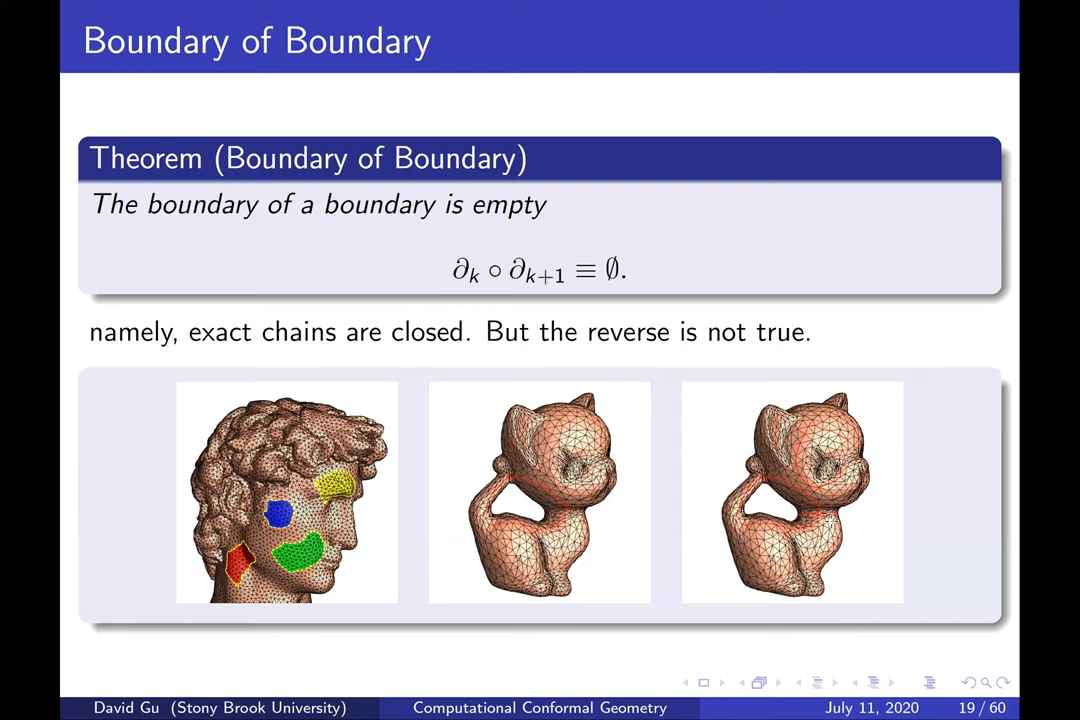 Boundary of Boundary
Theorem (Boundary of Boundary)
The boundary of a boundary is empty
∂k ∘ ∂k+1 ≡ ∅.
namely, exact chains are closed. But the reverse is not true.
David Gu (Stony Brook University) Computational Conformal Geometry July 11, 2020 19 / 60